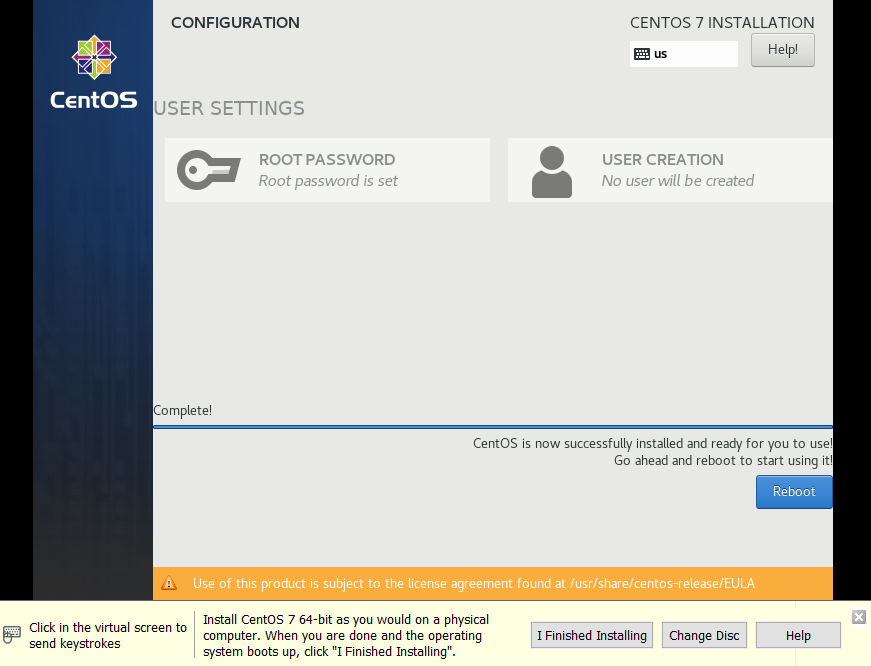 CONFIGURATION
CENTOS 7 INSTALLATION
us
Help!
CentOS
USER SETTINGS
ROOT PASSWORD
Root password is set
USER CREATION
No user will be created
Complete!
CentOS is now successfully installed and ready for you to use!
Go ahead and reboot to start using it!
Reboot
Use of this product is subject to the license agreement found at /usr/share/centos-release/EULA
Click in the virtual screen to
send keystrokes
Install CentOS 7 64-bit as you would on a physical
computer. When you are done and the operating
system boots up, click "I Finished Installing".
I Finished Installing
Change Disc
Help